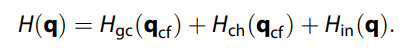 H(q) = H_gc(q_cf) + H_ch(q_cf) + H_in(q).